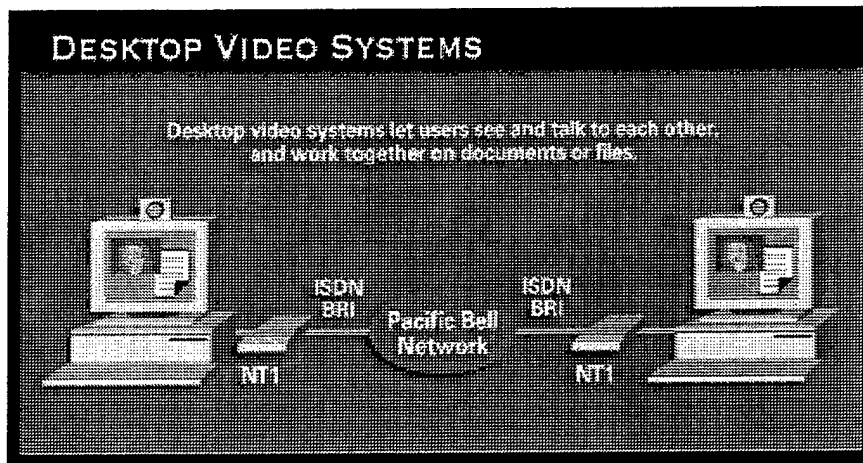 DESKTOP VIDEO SYSTEMS
Desktop video systems let users see and talk to each other,
and work together on documents or files.
ISDN
BRI
Pacific Bell
Network
ISDN
BRI
NT1
NT1